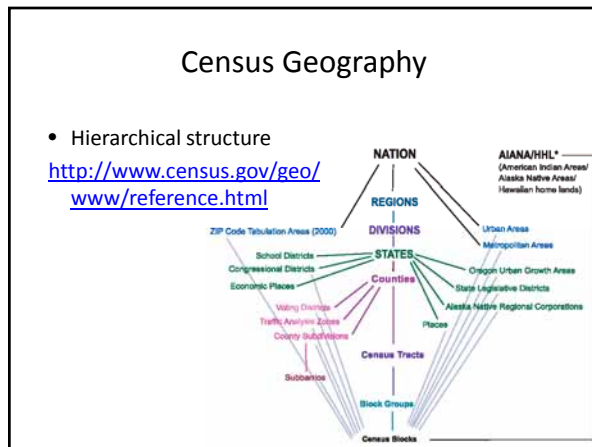 Census Geography
• Hierarchical structure
http://www.census.gov/geo/
www/reference.html
NATION
AIANA/HHL*
(American Indian Areas/
Alaska Native Areas/
Hawaiian home lands)
REGIONS
ZIP Code Tabulation Areas (2000)
DIVISIONS
Urban Areas
Metropolitan Areas
School Districts
STATES
Congressional Districts
Oregon Urban Growth Areas
Economic Places
Counties
State Legislative Districts
Alaska Native Regional Corporations
Voting Districts
Traffic Analysis Zones
Places
County Subdivisions
Census Tracts
Subbarrios
Block Groups
Census Blocks